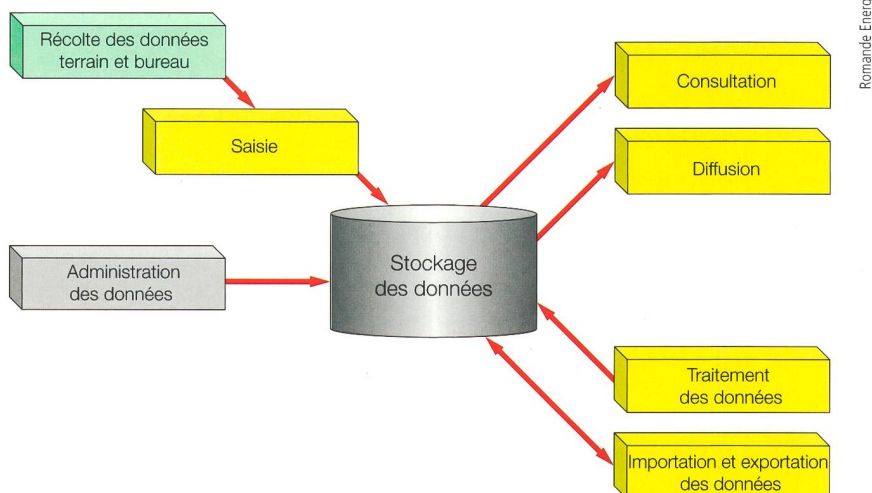 Récolte des données
terrain et bureau
Saisie
Administration
des données
Stockage
des données
Consultation
Diffusion
Traitement
des données
Importation et exportation
des données
Romande